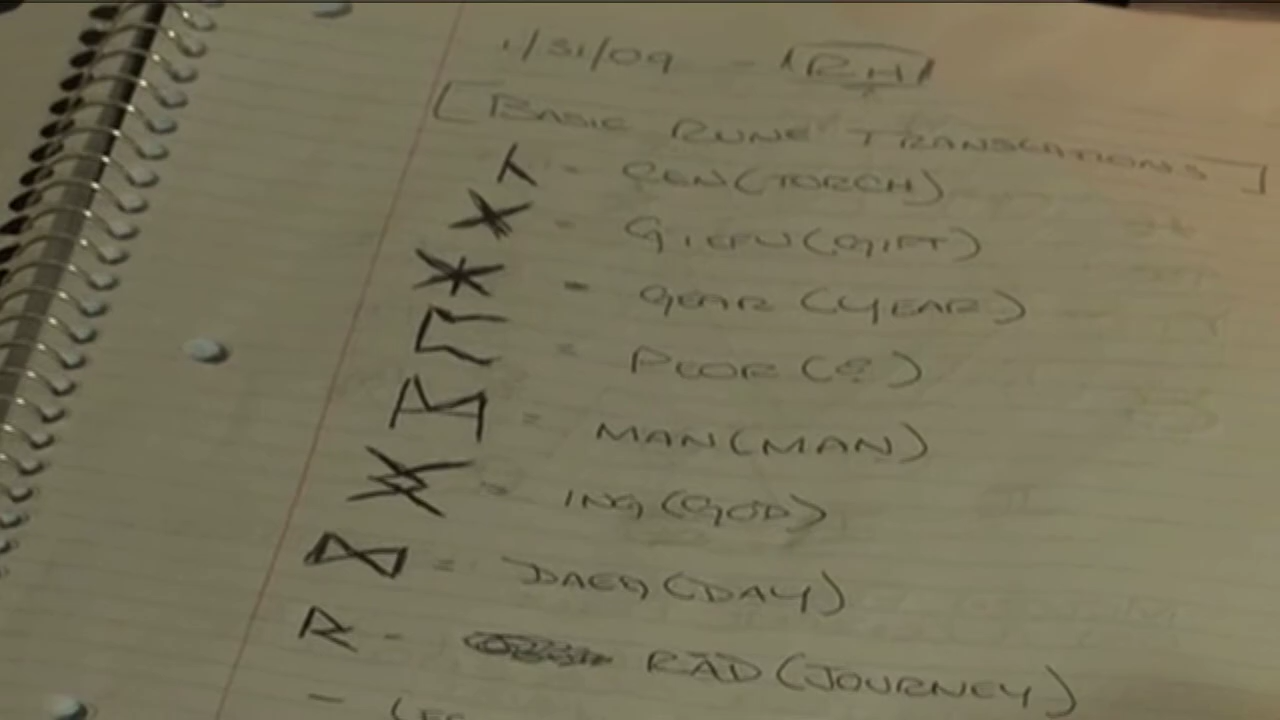 1/31/09 - RH
[BASIC RUNE TRANSLATIONS]
ᚳ - CEN (TORCH)
ᚷ - GIEFU (GIFT)
ᛡ - GEAR (YEAR)
ᛈ - PEOR (?)
ᛗ - MAN (MAN)
ᛝ - ING (GOD)
ᛞ = DAEG (DAY)
ᚱ - RAD (JOURNEY)